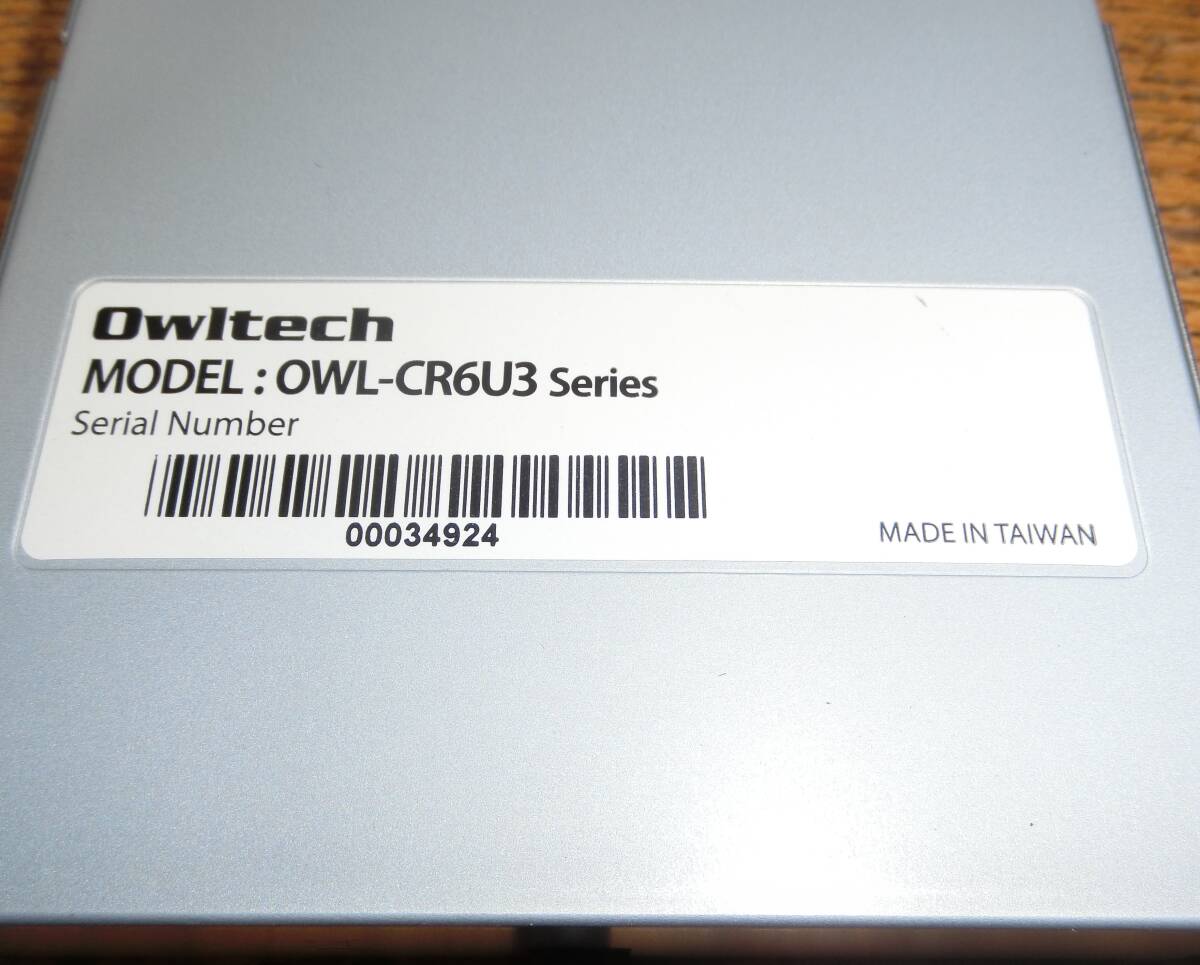 Owltech
MODEL : OWL-CR6U3 Series
Serial Number
00034924
MADE IN TAIWAN